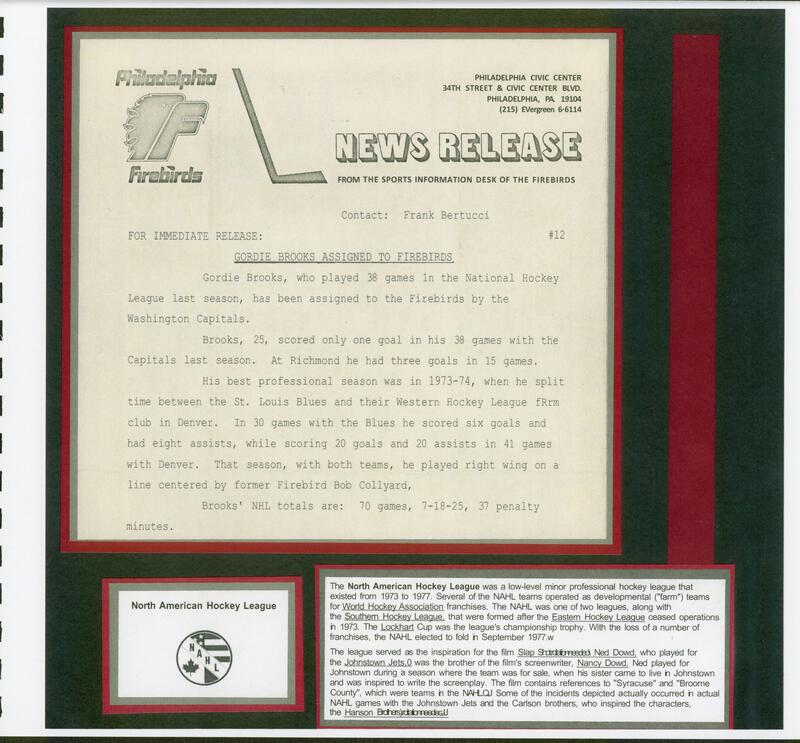 Philadelphia
F
Firebirds
PHILADELPHIA CIVIC CENTER
34TH STREET & CIVIC CENTER BLVD.
PHILADELPHIA, PA. 19104
(215) EVergreen 6-6114
NEWS RELEASE
FROM THE SPORTS INFORMATION DESK OF THE FIREBIRDS
Contact: Frank Bertucci
FOR IMMEDIATE RELEASE: #12
GORDIE BROOKS ASSIGNED TO FIREBIRDS
Gordie Brooks, who played 38 games 1n the National Hockey
League last season, has been assigned to the Firebirds by the
Washington Capitals.
Brooks, 25, scored only one goal in his 38 games with the
Capitals last season. At Richmond he had three goals in 15 games.
His best professional season was in 1973-74, when he split
time between the St. Louis Blues and their Western Hockey League fRrm
club in Denver. In 30 games with the Blues he scored six goals and
had eight assists, while scoring 20 goals and 20 assists in 41 games
with Denver. That season, with both teams, he played right wing on a
line centered by former Firebird Bob Collyard,
Brooks' NHL totals are: 70 games, 7-18-25, 37 penalty
minutes.
North American Hockey League
NAHL
The North American Hockey League was a low-level minor professional hockey league that
existed from 1973 to 1977. Several of the NAHL teams operated as developmental ("farm") teams
for World Hockey Association franchises. The NAHL was one of two leagues, along with
the Southern Hockey League, that were formed after the Eastern Hockey League ceased operations
in 1973. The Lockhart Cup was the league's championship trophy. With the loss of a number of
franchises, the NAHL elected to fold in September 1977.w
The league served as the inspiration for the film Slap Ned Dowd, who played for
the Johnstown Jets,0 was the brother of the film's screenwriter, Nancy Dowd. Ned played for
Johnstown during a season where the team was for sale, when his sister came to live in Johnstown
and was inspired to write the screenplay. The film contains references to "Syracuse" and "Broome
County", which were teams in the NAHLQJ Some of the incidents depicted actually occurred in actual
NAHL games with the Johnstown Jets and the Carlson brothers, who inspired the characters,
the Hanson